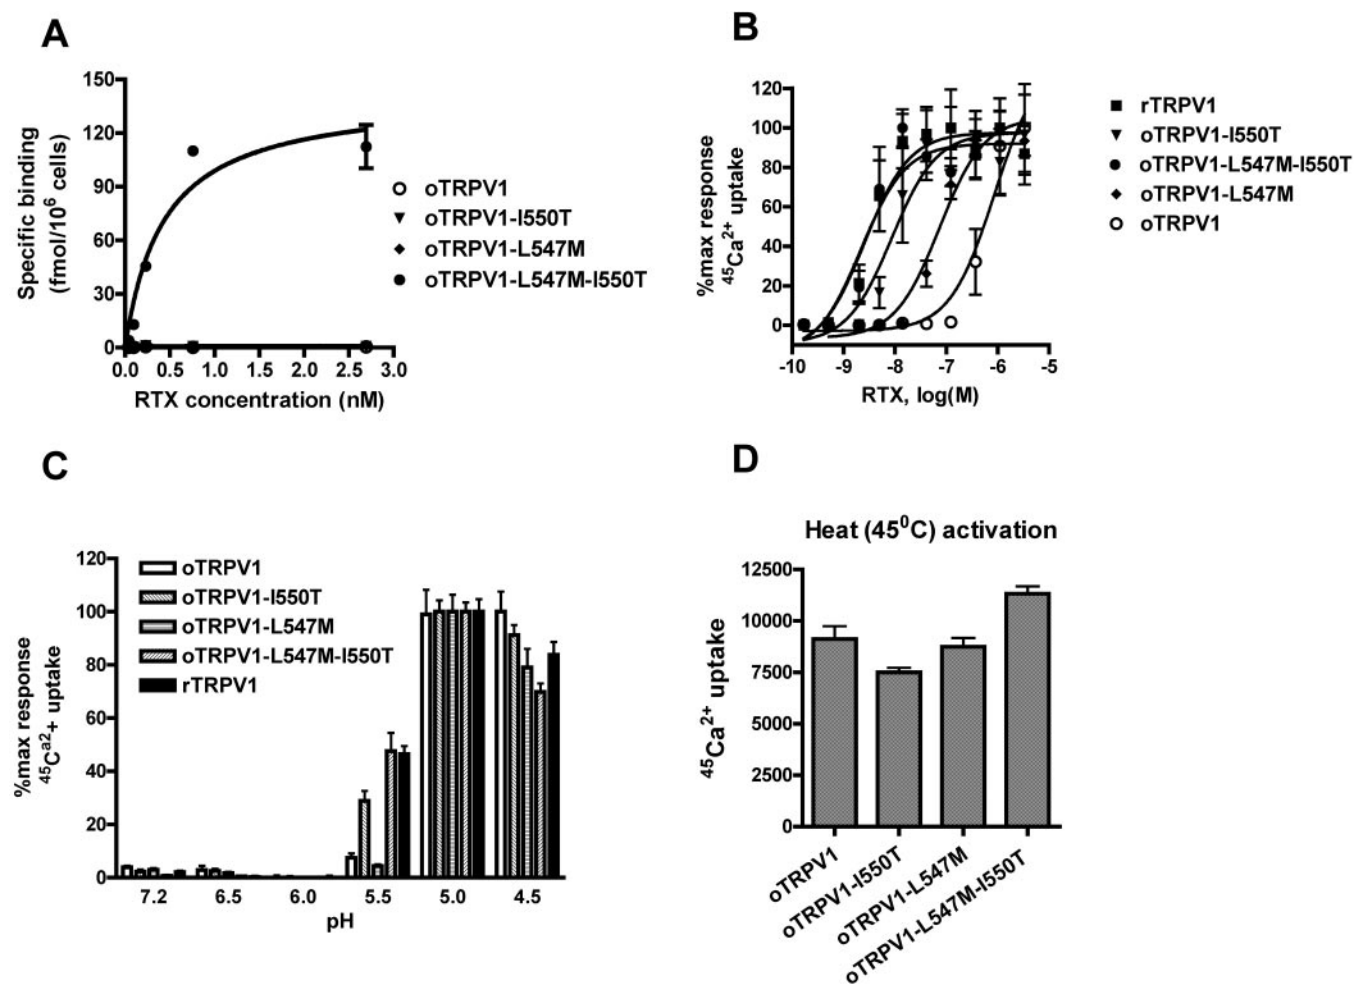 A
150
120
90
60
30
0
Specific binding
(fmol/10⁶ cells)
0.0 0.5 1.0 1.5 2.0 2.5 3.0
RTX concentration (nM)
oTRPV1
oTRPV1-I550T
oTRPV1-L547M
oTRPV1-L547M-I550T
B
120
100
80
60
40
20
0
%max response
⁴⁵Ca²⁺ uptake
-10 -9 -8 -7 -6 -5
RTX, log(M)
rTRPV1
oTRPV1-I550T
oTRPV1-L547M-I550T
oTRPV1-L547M
oTRPV1
C
120
100
80
60
40
20
0
%max response
⁴⁵Cᵃ²+ uptake
oTRPV1
oTRPV1-I550T
oTRPV1-L547M
oTRPV1-L547M-I550T
rTRPV1
7.2 6.5 6.0 5.5 5.0 4.5
pH
D
Heat (45⁰C) activation
12500
10000
7500
5000
2500
0
⁴⁵Ca²⁺ uptake
oTRPV1
oTRPV1-I550T
oTRPV1-L547M
oTRPV1-L547M-I550T